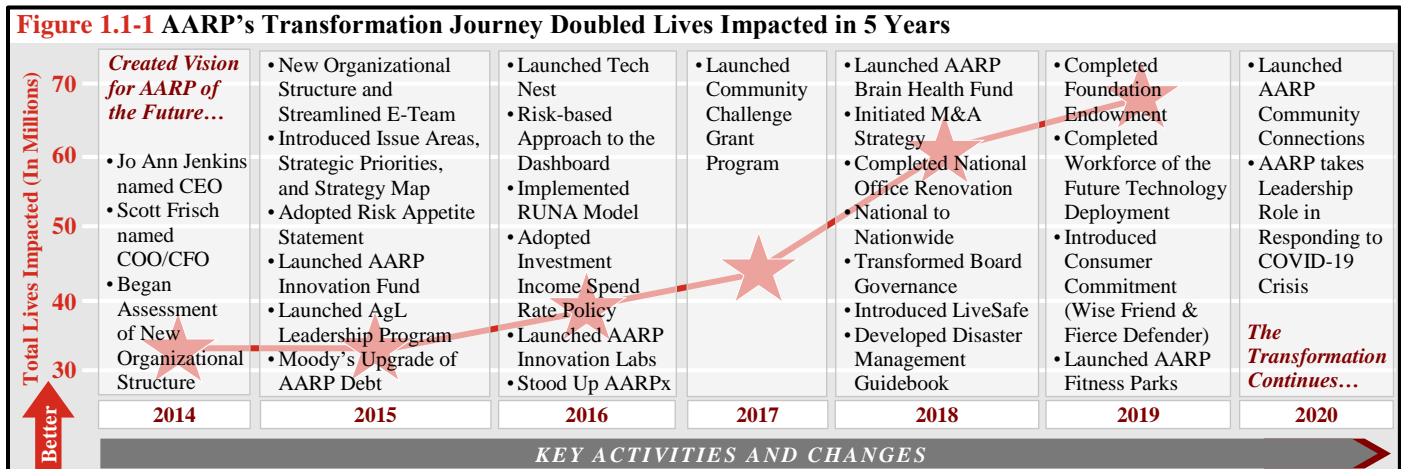 Figure 1.1-1 AARP’s Transformation Journey Doubled Lives Impacted in 5 Years
Total Lives Impacted (In Millions)
70
60
50
40
30
Better
Created Vision
for AARP of
the Future…
• Jo Ann Jenkins
named CEO
• Scott Frisch
named
COO/CFO
• Began
Assessment
of New
Organizational
Structure
2014
• New Organizational
Structure and
Streamlined E-Team
• Introduced Issue Areas,
Strategic Priorities,
and Strategy Map
• Adopted Risk Appetite
Statement
• Launched AARP
Innovation Fund
• Launched AgL
Leadership Program
• Moody’s Upgrade of
AARP Debt
2015
• Launched Tech
Nest
• Risk-based
Approach to the
Dashboard
• Implemented
RUNA Model
• Adopted
Investment
Income Spend
Rate Policy
• Launched AARP
Innovation Labs
• Stood Up AARPx
2016
• Launched
Community
Challenge
Grant
Program
2017
• Launched AARP
Brain Health Fund
• Initiated M&A
Strategy
• Completed National
Office Renovation
• National to
Nationwide
• Transformed Board
Governance
• Introduced LiveSafe
• Developed Disaster
Management
Guidebook
2018
• Completed
Foundation
Endowment
• Completed
Workforce of the
Future Technology
Deployment
• Introduced
Consumer
Commitment
(Wise Friend &
Fierce Defender)
• Launched AARP
Fitness Parks
2019
• Launched
AARP
Community
Connections
• AARP takes
Leadership
Role in
Responding to
COVID-19
Crisis
The
Transformation
Continues…
2020
KEY ACTIVITIES AND CHANGES